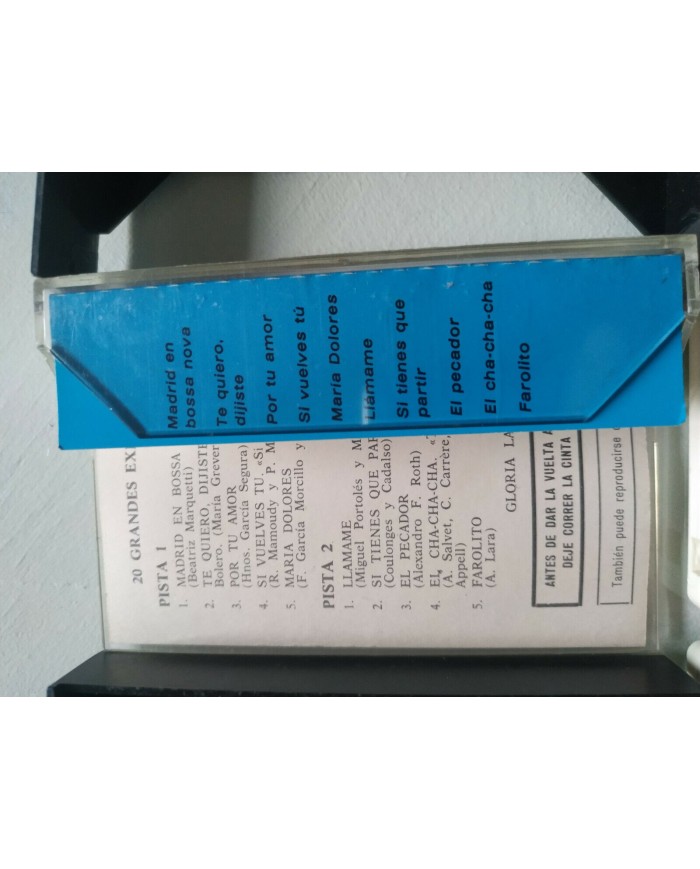 Madrid en
bossa nova
Te quiero,
dijiste
Por tu amor
Si vuelves tú
María Dolores
Llámame
Si tienes que
partir
El pecador
El cha-cha-cha
Farolito
20 GRANDES
PISTA 1
1. MADRID EN BOSSA
(Beatriz Marquetti)
2. TE QUIERO, DIJISTE
Bolero. (María Grever
3. POR TU AMOR
(Hnos. García Segura)
4. SI VUELVES TU. «Si
(R. Mamoudy y P. M
5. MARIA DOLORES
(F. García Morcillo y
PISTA 2
1. LLAMAME
(Miguel Portolés y M
2. SI TIENES QUE PAR
(Coulonges y Cadalso)
3. EL PECADOR
(Alexandro F. Roth)
4. EL CHA-CHA-CHA.
(A. Salvet, C. Carrère,
Appell)
5. FAROLITO
(A. Lara)
GLORIA LA
ANTES DE DAR LA VUELTA A
DEJE CORRER LA CINTA
También puede reproducirse